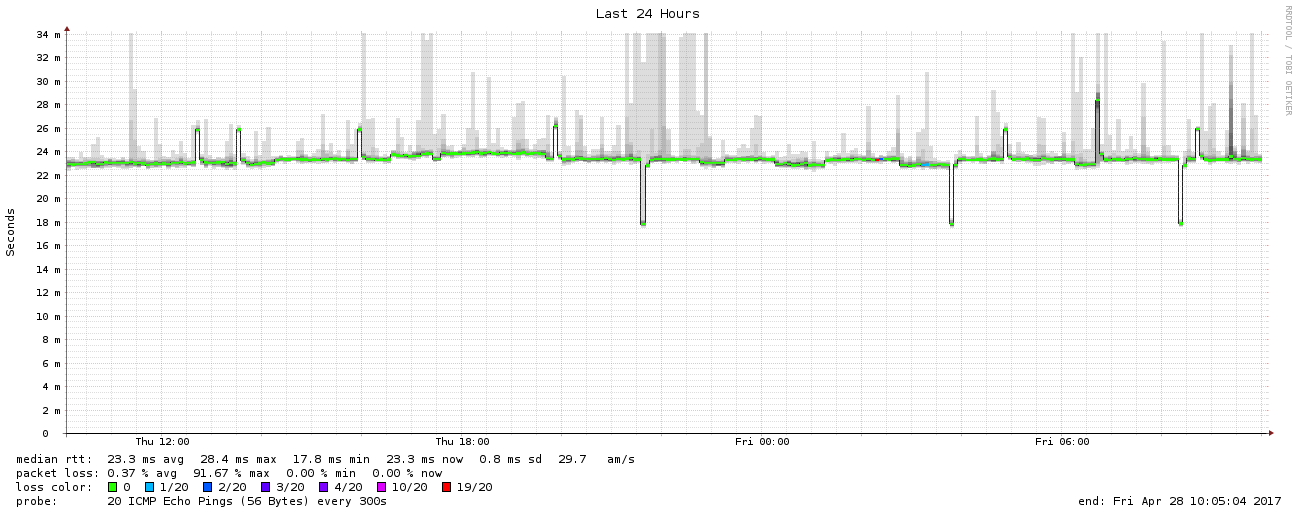 Last 24 Hours
RRDTOOL / TOBI OETIKER
Seconds
34 m
32 m
30 m
28 m
26 m
24 m
22 m
20 m
18 m
16 m
14 m
12 m
10 m
8 m
6 m
4 m
2 m
0
Thu 12:00 Thu 18:00 Fri 00:00 Fri 06:00
median rtt: 23.3 ms avg 28.4 ms max 17.8 ms min 23.3 ms now 0.8 ms sd 29.7 am/s
packet loss: 0.37 % avg 91.67 % max 0.00 % min 0.00 % now
loss color: 0 1/20 2/20 3/20 4/20 10/20 19/20
probe: 20 ICMP Echo Pings (56 Bytes) every 300s end: Fri Apr 28 10:05:04 2017